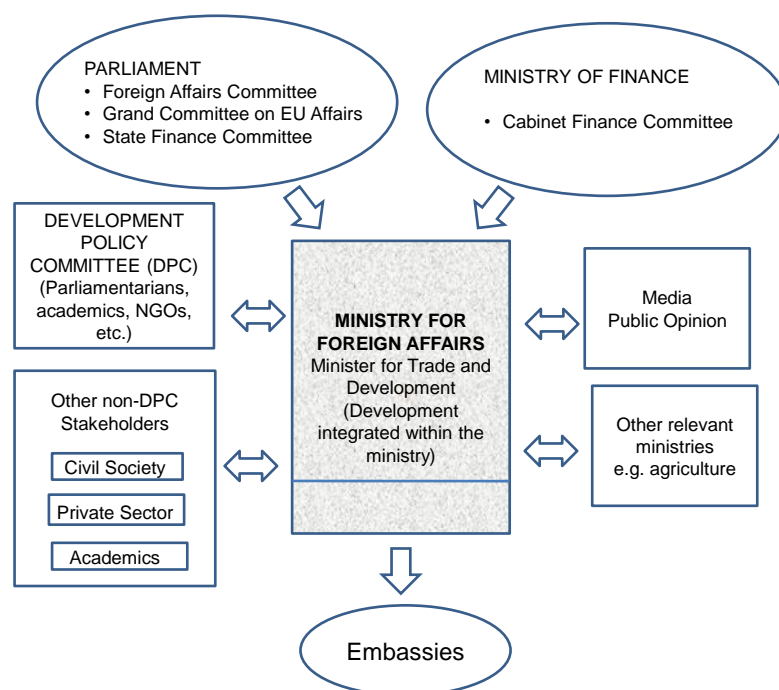 PARLIAMENT
• Foreign Affairs Committee
• Grand Committee on EU Affairs
• State Finance Committee
MINISTRY OF FINANCE
• Cabinet Finance Committee
DEVELOPMENT
POLICY
COMMITTEE (DPC)
(Parliamentarians,
academics, NGOs,
etc.)
MINISTRY FOR
FOREIGN AFFAIRS
Minister for Trade and
Development
(Development
integrated within the
ministry)
Media
Public Opinion
Other non-DPC
Stakeholders
Civil Society
Private Sector
Academics
Other relevant
ministries
e.g. agriculture
Embassies